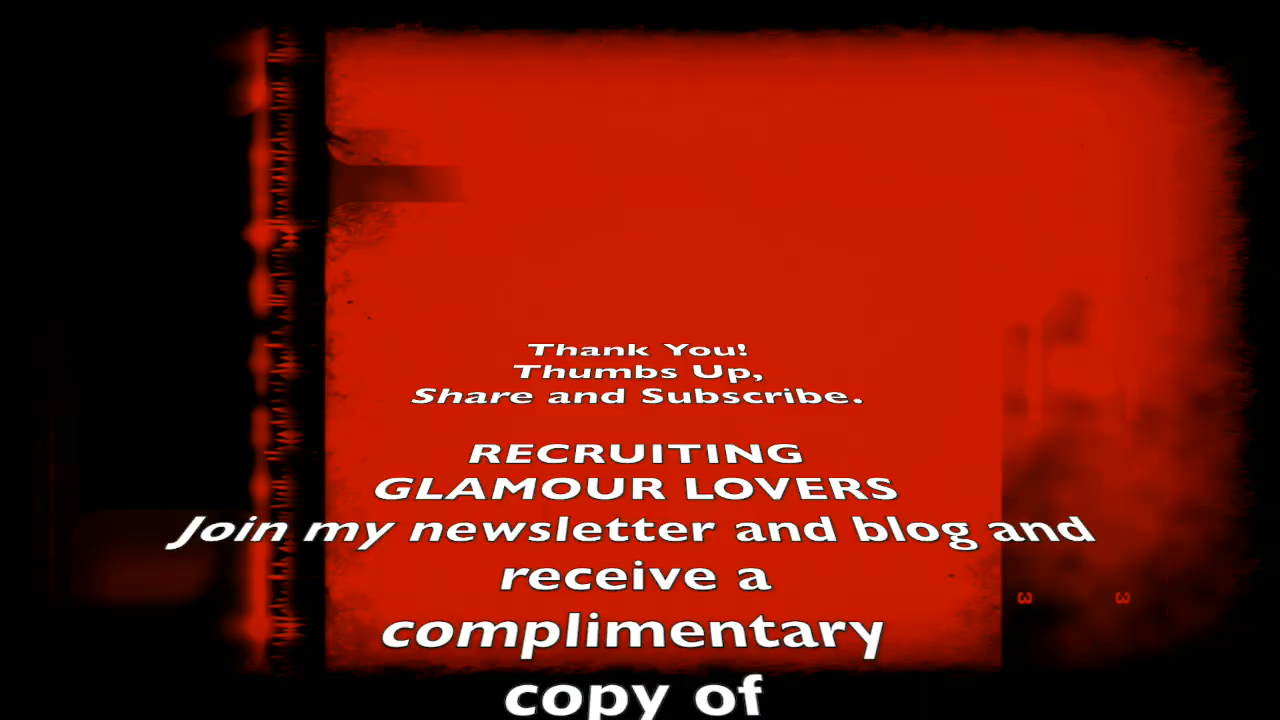 Thank You!
Thumbs Up,
Share and Subscribe.
RECRUITING
GLAMOUR LOVERS
Join my newsletter and blog and
receive a
complimentary
copy of